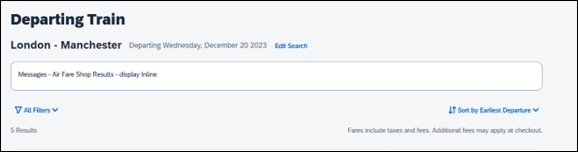 Departing Train
London - Manchester Departing Wednesday, December 20 2023 Edit Search
Messages - Air Fare Shop Results - display Inline
All Filters Sort by Earliest Departure
5 Results Fares include taxes and fees. Additional fees may apply at checkout.